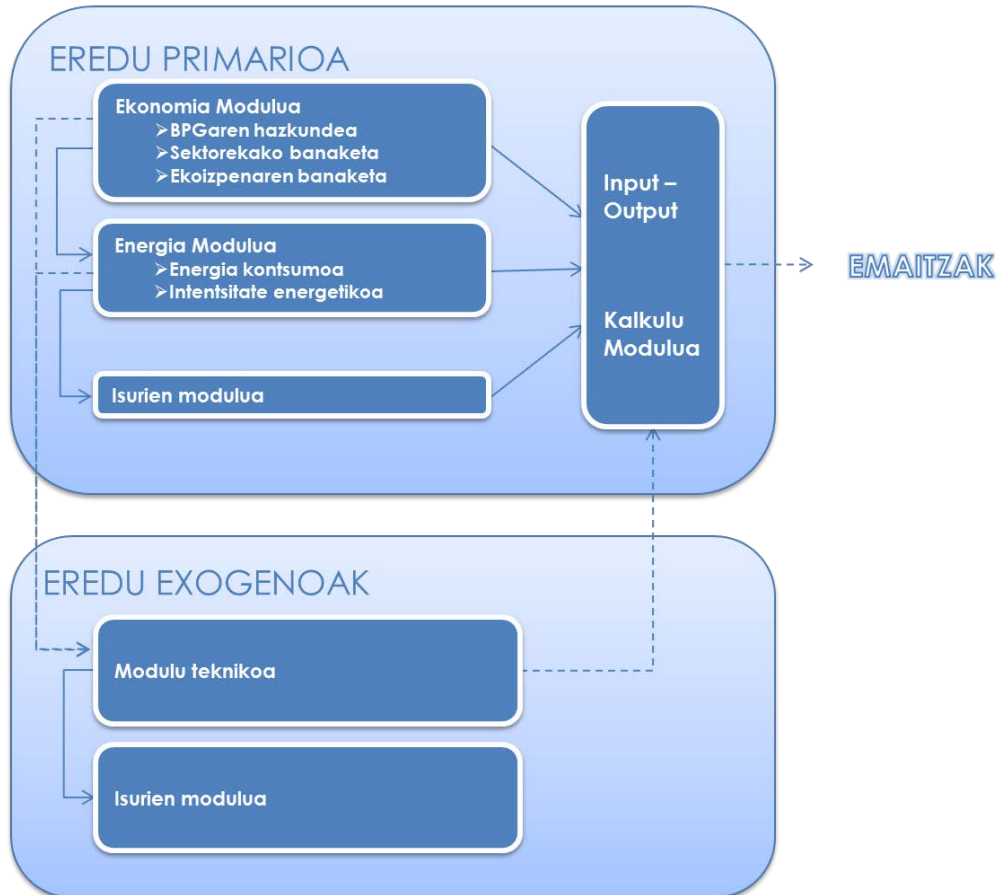 EREDU PRIMARIOA
Ekonomia Modulua
➢BPGaren hazkundea
➢Sektorekako banaketa
➢Ekoizpenaren banaketa
Energia Modulua
➢Energia kontsumoa
➢Intentsitate energetikoa
Isurien modulua
Input –
Output
Kalkulu
Modulua
EMAITZAK
EREDU EXOGENOAK
Modulu teknikoa
Isurien modulua